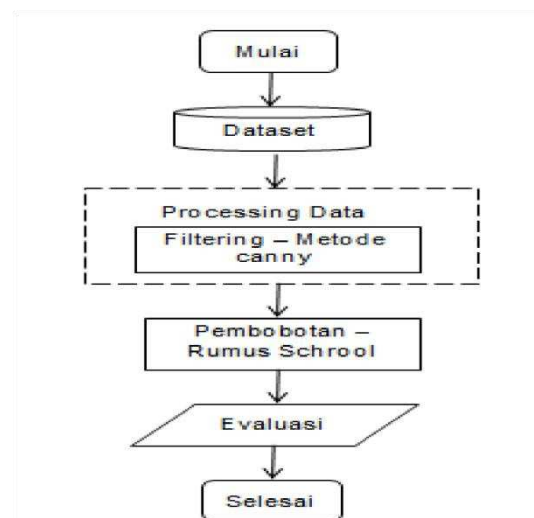 Mulai
Dataset
Processing Data
Filtering – Metode
canny
Pembobotan –
Rumus Schrool
Evaluasi
Selesai